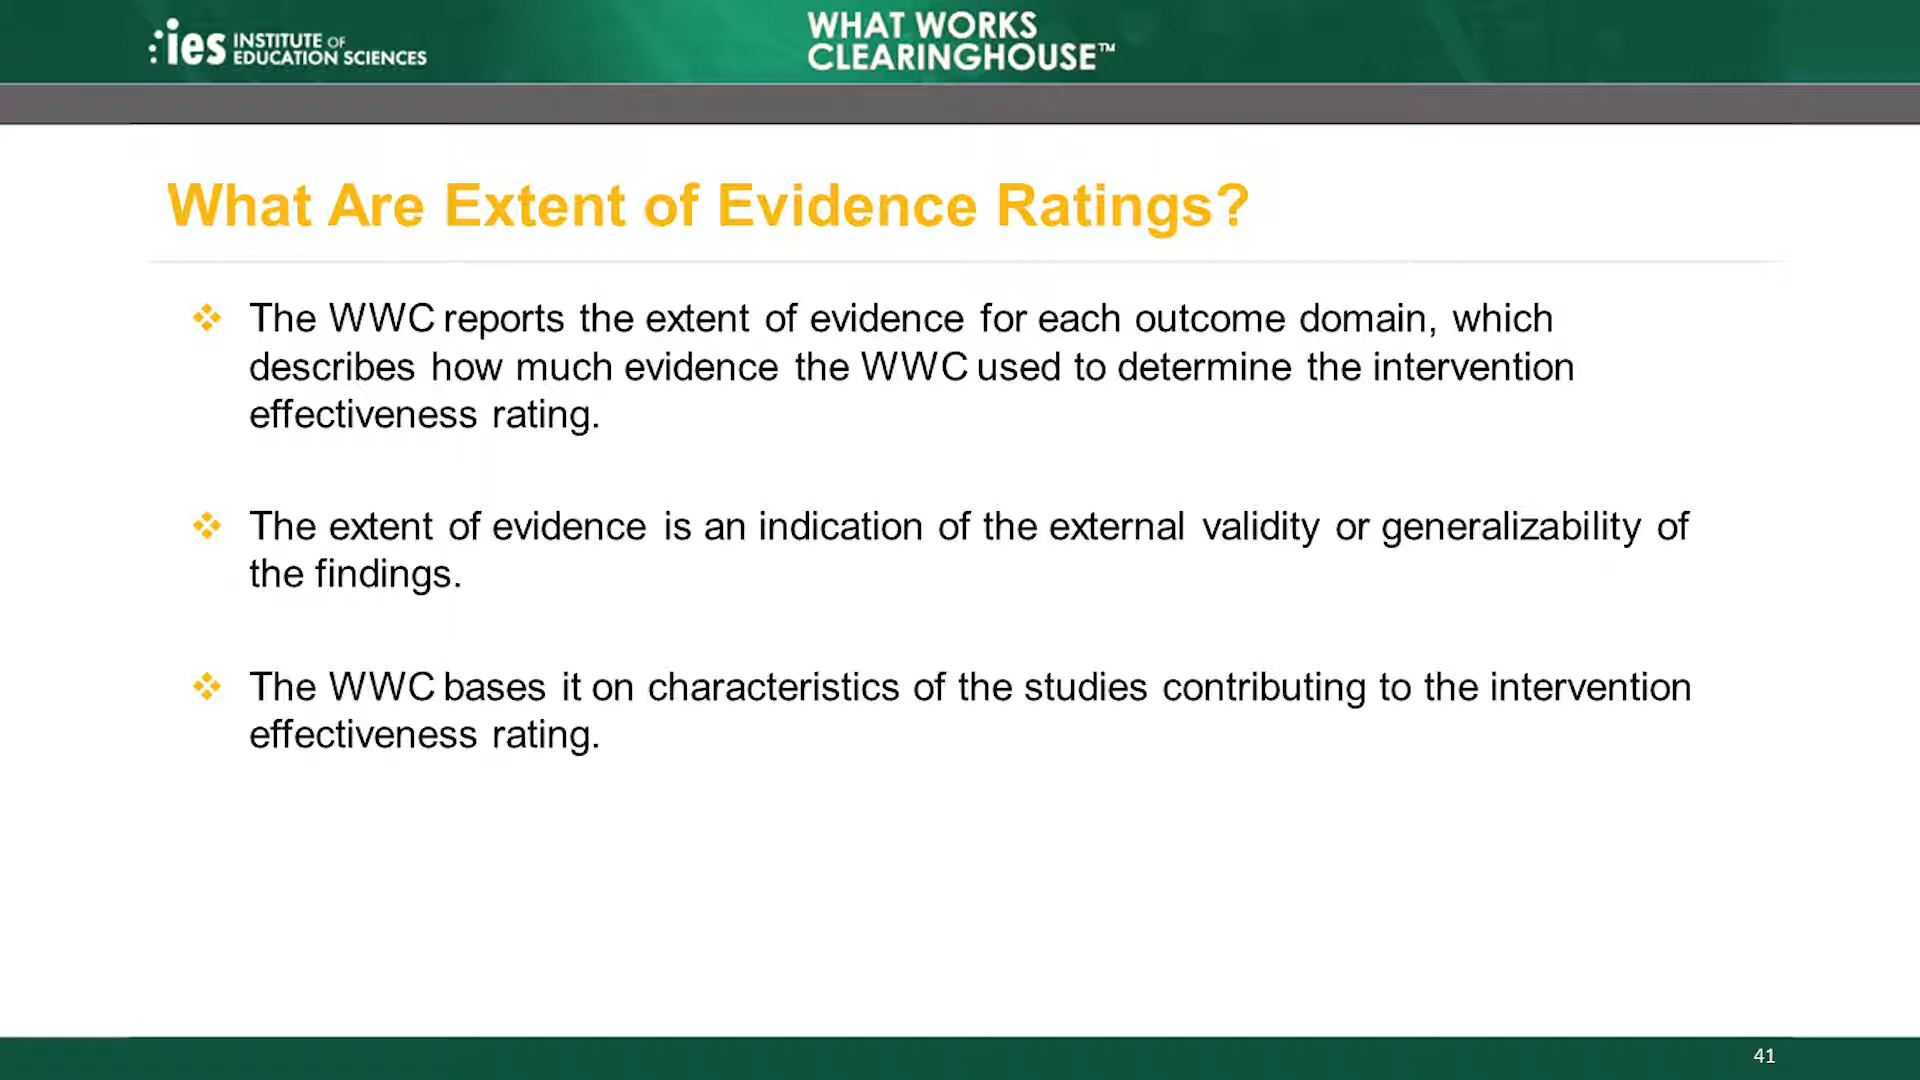 ies INSTITUTE OF
EDUCATION SCIENCES
WHAT WORKS
CLEARINGHOUSE™
What Are Extent of Evidence Ratings?
The WWC reports the extent of evidence for each outcome domain, which
describes how much evidence the WWC used to determine the intervention
effectiveness rating.
The extent of evidence is an indication of the external validity or generalizability of
the findings.
The WWC bases it on characteristics of the studies contributing to the intervention
effectiveness rating.
41